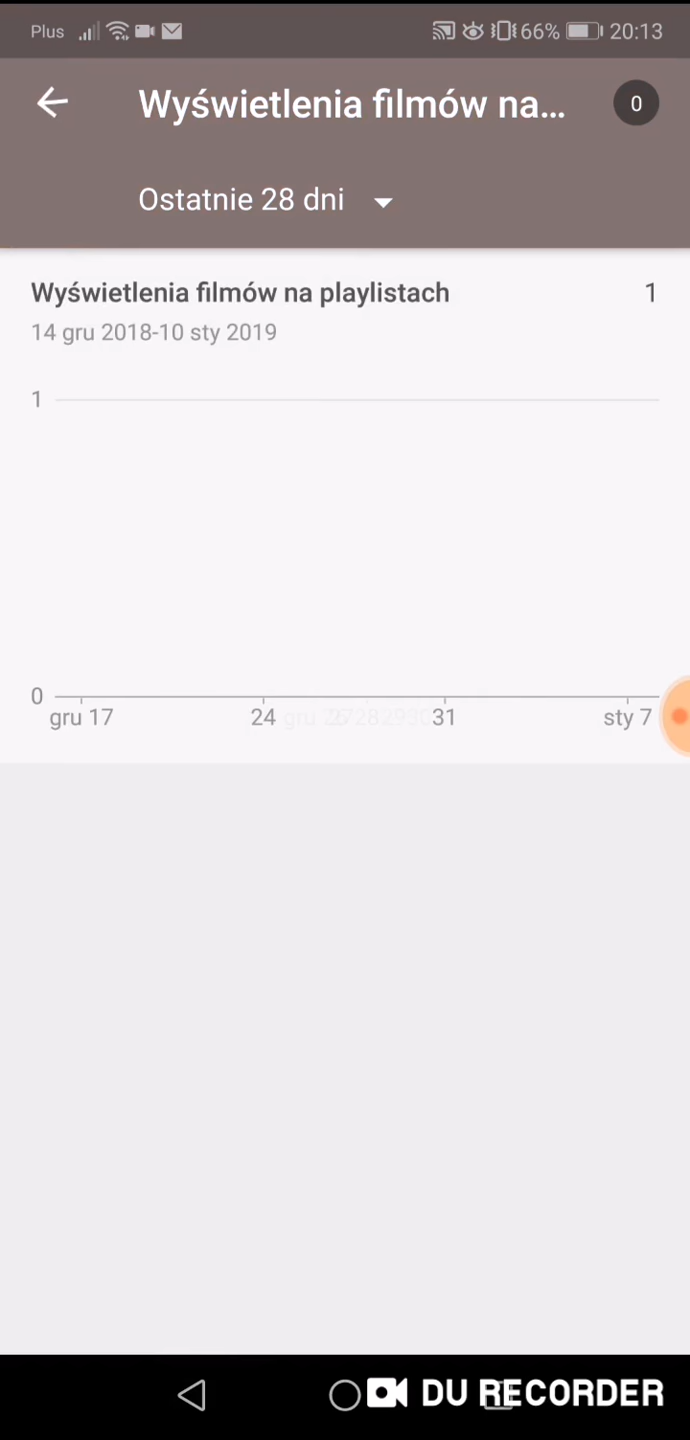 Plus 66% 20:13
Wyświetlenia filmów na... 0
Ostatnie 28 dni
Wyświetlenia filmów na playlistach 1
14 gru 2018-10 sty 2019
1
0
gru 17 24 31 sty 7
DU RECORDER